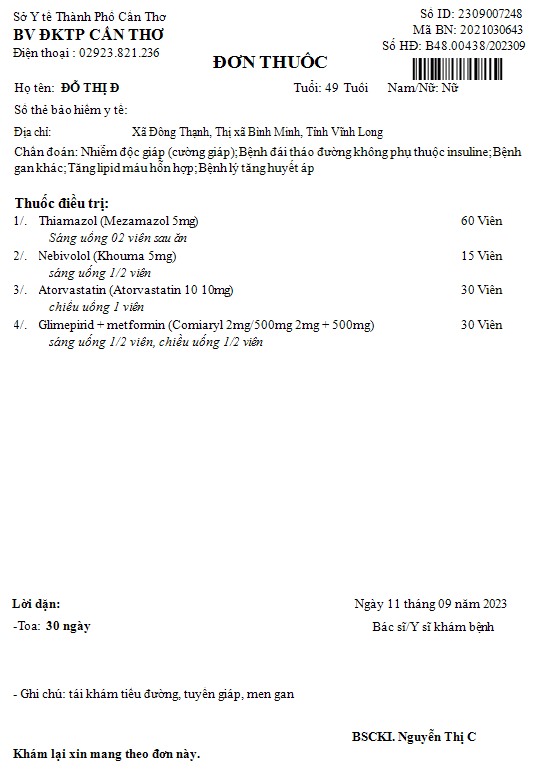 Sở Y tế Thành Phố Cần Thơ
BV ĐKTP CẦN THƠ
Điện thoại : 02923.821.236
Số ID: 2309007248
Mã BN: 2021030643
Số HĐ: B48.00438/202309
ĐƠN THUỐC
Họ tên: ĐỖ THỊ Đ Tuổi: 49 Tuổi Nam/Nữ: Nữ
Số thẻ bảo hiểm y tế:
Địa chỉ: Xã Đông Thạnh, Thị xã Bình Minh, Tỉnh Vĩnh Long
Chẩn đoán: Nhiễm độc giáp (cường giáp);Bệnh đái tháo đường không phụ thuộc insuline;Bệnh
gan khác;Tăng lipid máu hỗn hợp;Bệnh lý tăng huyết áp
Thuốc điều trị:
1/. Thiamazol (Mezamazol 5mg) 60 Viên
Sáng uống 02 viên sau ăn
2/. Nebivolol (Khouma 5mg) 15 Viên
sáng uống 1/2 viên
3/. Atorvastatin (Atorvastatin 10 10mg) 30 Viên
chiều uống 1 viên
4/. Glimepirid + metformin (Comiaryl 2mg/500mg 2mg + 500mg) 30 Viên
sáng uống 1/2 viên, chiều uống 1/2 viên
Lời dặn:
Ngày 11 tháng 09 năm 2023
-Toa: 30 ngày
Bác sĩ/Y sĩ khám bệnh
- Ghi chú: tái khám tiểu đường, tuyến giáp, men gan
BSCKI. Nguyễn Thị C
Khám lại xin mang theo đơn này.